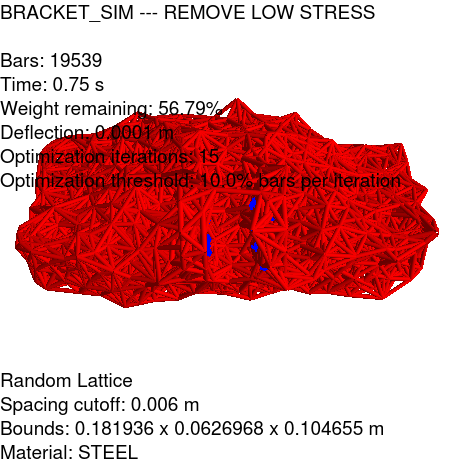 BRACKET_SIM --- REMOVE LOW STRESS
Bars: 19539
Time: 0.75 s
Weight remaining: 56.79%
Deflection: 0.0001 m
Optimization iterations: 15
Optimization threshold: 10.0% bars per iteration
Random Lattice
Spacing cutoff: 0.006 m
Bounds: 0.181936 x 0.0626968 x 0.104655 m
Material: STEEL